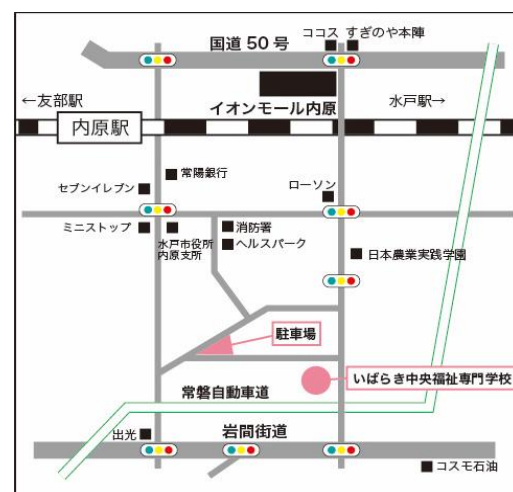 ココス すぎのや本陣
国道50号
イオンモール内原
←友部駅
水戸駅→
内原駅
常陽銀行
セブンイレブン
ローソン
ミニストップ
水戸市役所
内原支所
消防署
ヘルスパーク
日本農業実践学園
駐車場
いばらき中央福祉専門学校
常磐自動車道
出光
岩間街道
コスモ石油